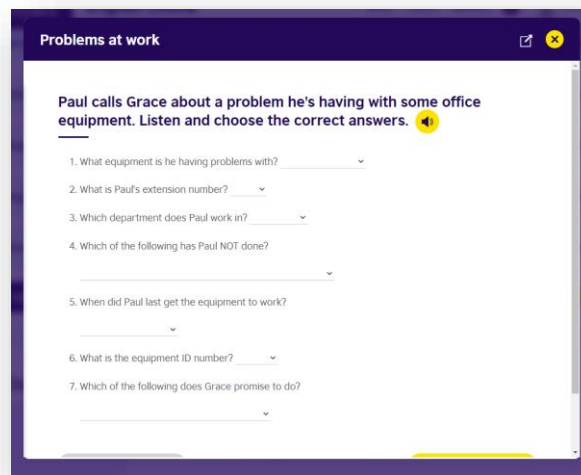 Problems at work
Paul calls Grace about a problem he's having with some office
equipment. Listen and choose the correct answers.
1. What equipment is he having problems with?
2. What is Paul's extension number?
3. Which department does Paul work in?
4. Which of the following has Paul NOT done?
5. When did Paul last get the equipment to work?
6. What is the equipment ID number?
7. Which of the following does Grace promise to do?